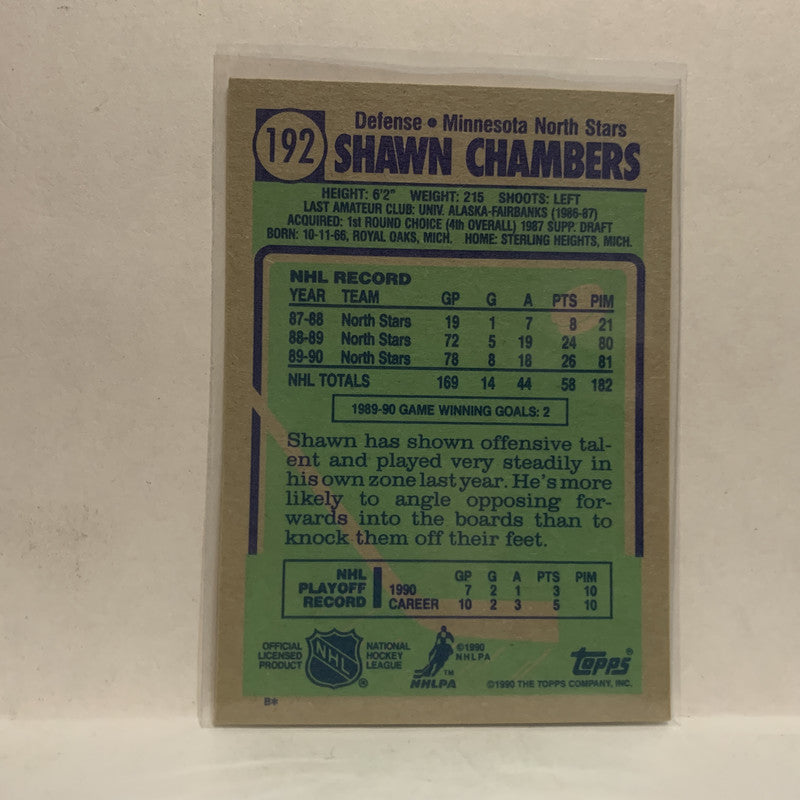 192
Defense • Minnesota North Stars
SHAWN CHAMBERS
HEIGHT: 6'2" WEIGHT: 215 SHOOTS: LEFT
LAST AMATEUR CLUB: UNIV. ALASKA-FAIRBANKS (1986-87)
ACQUIRED: 1st ROUND CHOICE (4th OVERALL) 1987 SUPP. DRAFT
BORN: 10-11-66, ROYAL OAKS, MICH. HOME: STERLING HEIGHTS, MICH.
NHL RECORD
YEAR TEAM GP G A PTS PIM
87-88 North Stars 19 1 7 8 21
88-89 North Stars 72 5 19 24 80
89-90 North Stars 78 8 18 26 81
NHL TOTALS 169 14 44 58 182
1989-90 GAME WINNING GOALS: 2
Shawn has shown offensive tal-
ent and played very steadily in
his own zone last year. He's more
likely to angle opposing for-
wards into the boards than to
knock them off their feet.
NHL PLAYOFF RECORD
GP G A PTS PIM
1990 7 2 1 3 10
CAREER 10 2 3 5 10
OFFICIAL
LICENSED
PRODUCT
NHL
®
NATIONAL
HOCKEY
LEAGUE
©1990
NHLPA
TM
NHLPA
topps®
©1990 THE TOPPS COMPANY, INC.
B*